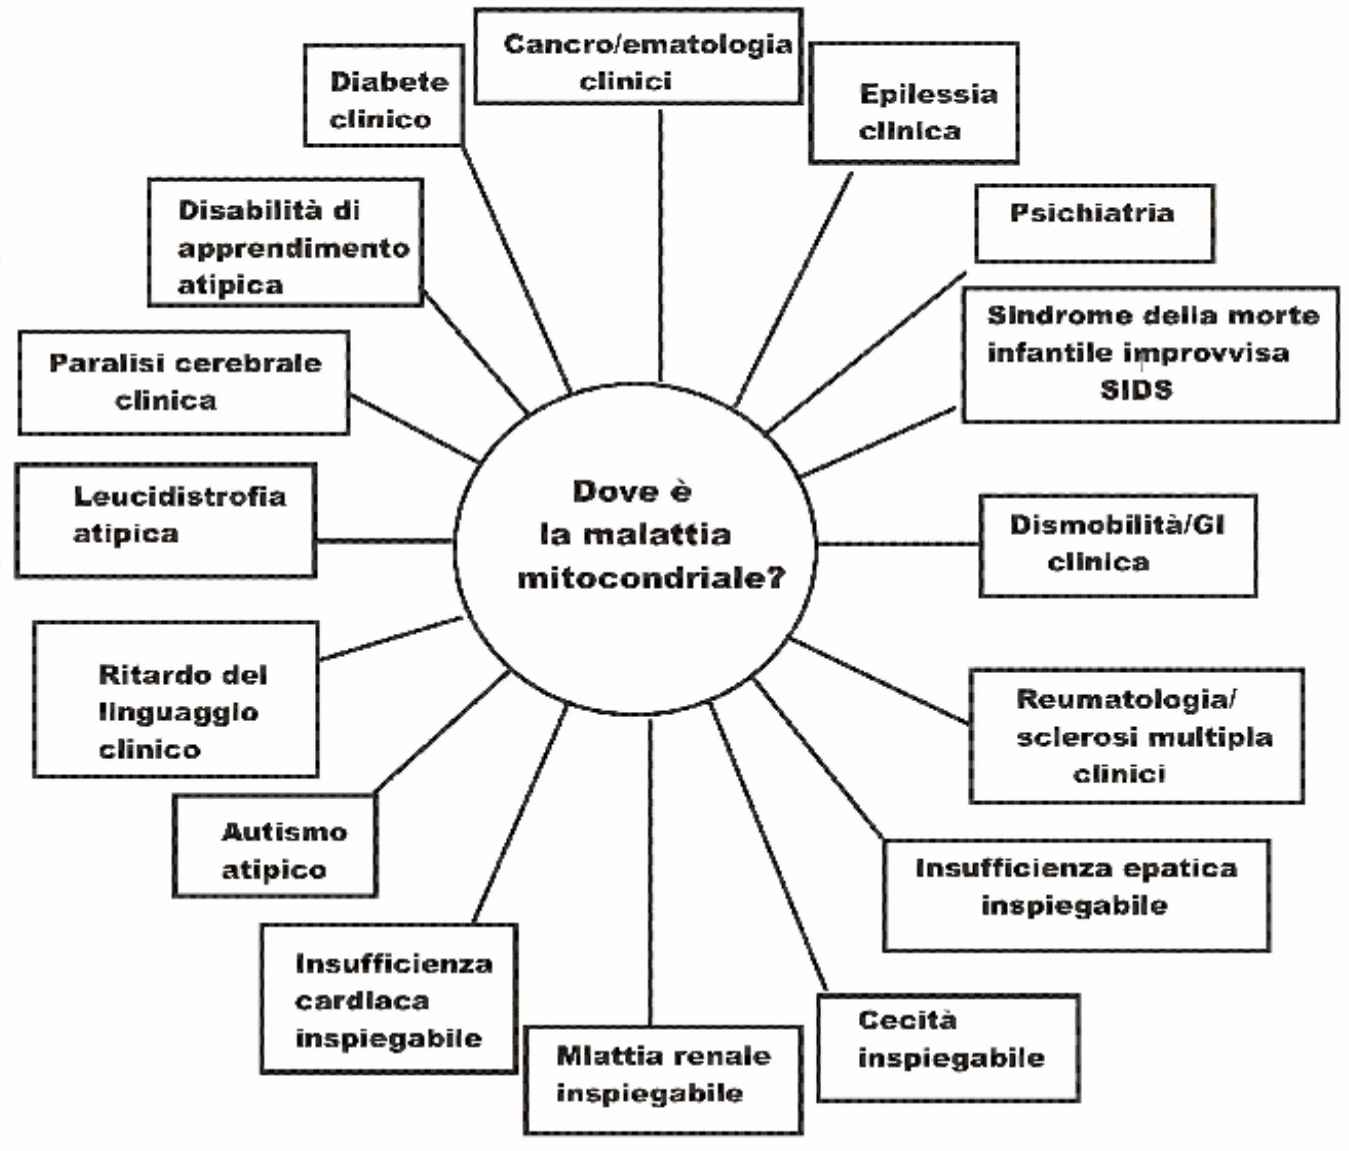 Cancro/ematologia
clinici
Diabete
clinico
Epilessia
clinica
Disabilità di
apprendimento
atipica
Psichiatria
Sindrome della morte
infantile improvvisa
SIDS
Paralisi cerebrale
clinica
Leucidistrofia
atipica
Dove è
la malattia
mitocondriale?
Dismobilità/GI
clinica
Ritardo del
linguaggio
clinico
Reumatologia/
sclerosi multipla
clinici
Autismo
atipico
Insufficienza epatica
inspiegabile
Insufficienza
cardiaca
inspiegabile
Mlattia renale
inspiegabile
Cecità
inspiegabile